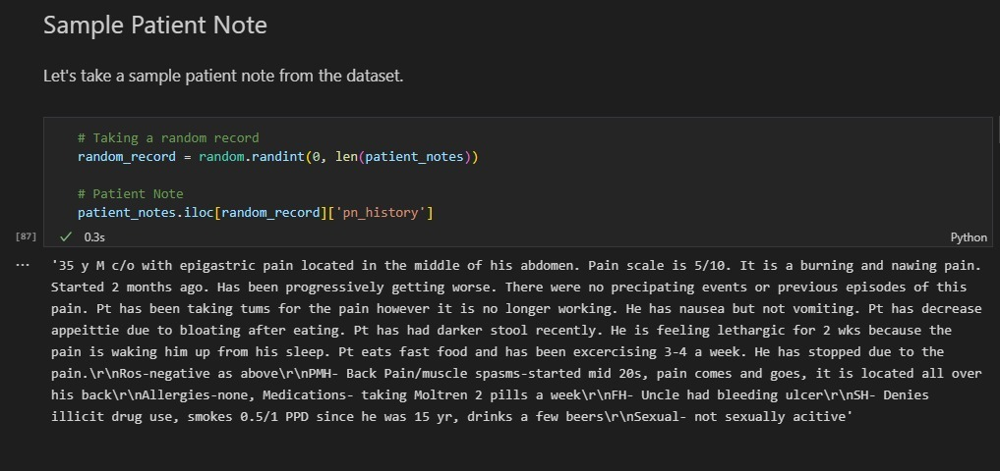 Sample Patient Note
Let's take a sample patient note from the dataset.
# Taking a random record
random_record = random.randint(0, len(patient_notes))
# Patient Note
patient_notes.iloc[random_record]['pn_history']
[87] ✓ 0.3s Python
... '35 y M c/o with epigastric pain located in the middle of his abdomen. Pain scale is 5/10. It is a burning and nawing pain.
Started 2 months ago. Has been progressively getting worse. There were no precipating events or previous episodes of this
pain. Pt has been taking tums for the pain however it is no longer working. He has nausea but not vomiting. Pt has decrease
appeittie due to bloating after eating. Pt has had darker stool recently. He is feeling lethargic for 2 wks because the
pain is waking him up from his sleep. Pt eats fast food and has been excercising 3-4 a week. He has stopped due to the
pain.\r\nRos-negative as above\r\nPMH- Back Pain/muscle spasms-started mid 20s, pain comes and goes, it is located all over
his back\r\nAllergies-none, Medications- taking Moltren 2 pills a week\r\nFH- Uncle had bleeding ulcer\r\nSH- Denies
illicit drug use, smokes 0.5/1 PPD since he was 15 yr, drinks a few beers\r\nSexual- not sexually acitive'